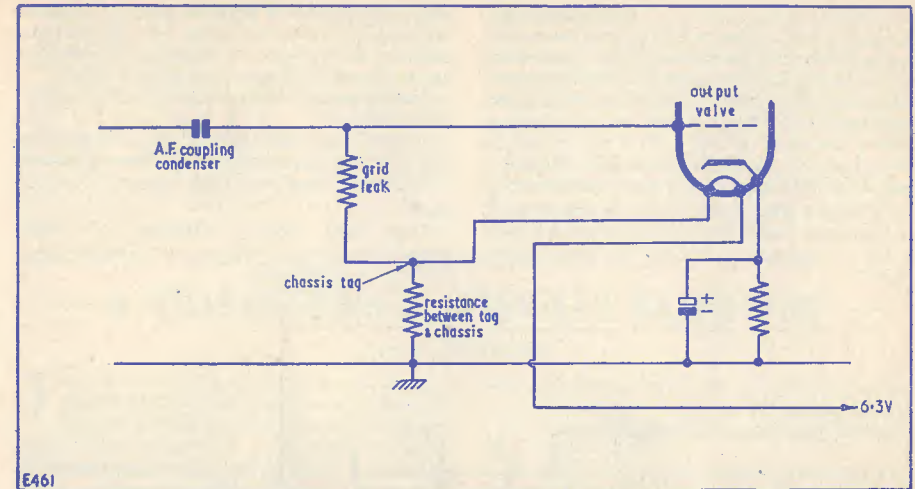 output
valve
A.F. coupling
condenser
grid
leak
chassis tag
resistance
between tag
& chassis
+
−
6·3V
E461